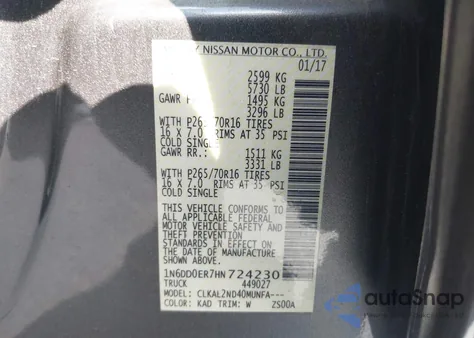 NISSAN MOTOR CO., LTD.
01/17
2599 KG
5730 LB
GAWR 1495 KG
3296 LB
WITH P265/70R16 TIRES
16 X 7.0 RIMS AT 35 PSI
COLD SINGLE
GAWR RR.: 1511 KG
3331 LB
WITH P265/70R16 TIRES
16 X 7.0 RIMS AT 35 PSI
COLD SINGLE
THIS VEHICLE CONFORMS TO
ALL APPLICABLE FEDERAL
MOTOR VEHICLE SAFETY
STANDARDS IN EFFECT ON
THE DATE OF MANUFACTURE
SHOWN ABOVE.
1N6DD0ER7HN724230
TRUCK 449027
MODEL: CLKAL2ND40MUNFA---
COLOR: KAD TRIM: W ZS00A
autoSnap